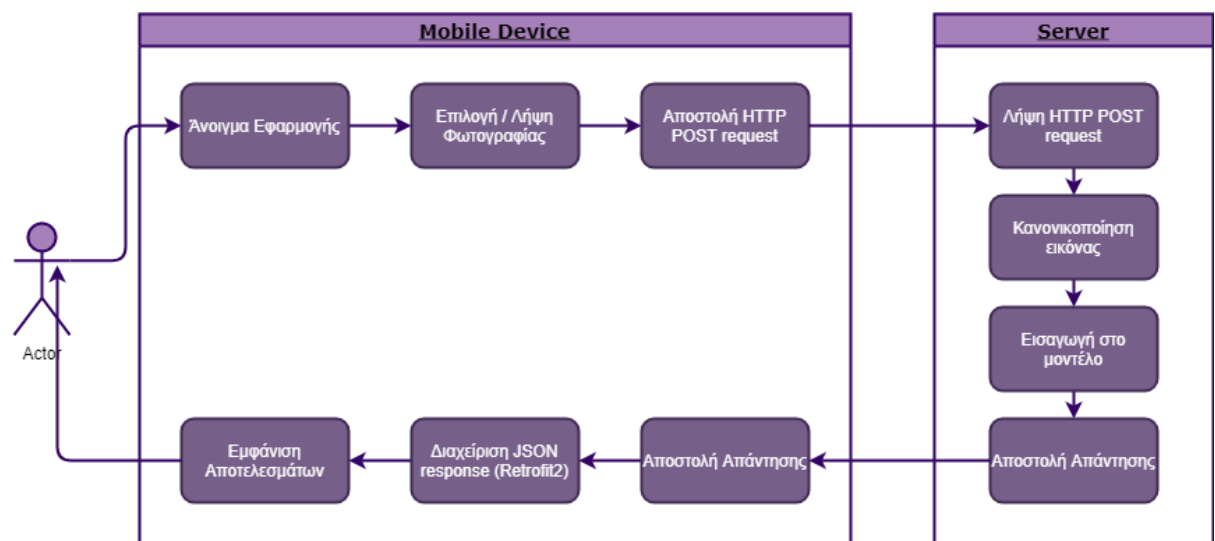 Mobile Device
Server
Άνοιγμα Εφαρμογής
Επιλογή / Λήψη
Φωτογραφίας
Αποστολή HTTP
POST request
Λήψη HTTP POST
request
Κανονικοποίηση
εικόνας
Εισαγωγή στο
μοντέλο
Actor
Εμφάνιση
Αποτελεσμάτων
Διαχείριση JSON
response (Retrofit2)
Αποστολή Απάντησης
Αποστολή Απάντησης